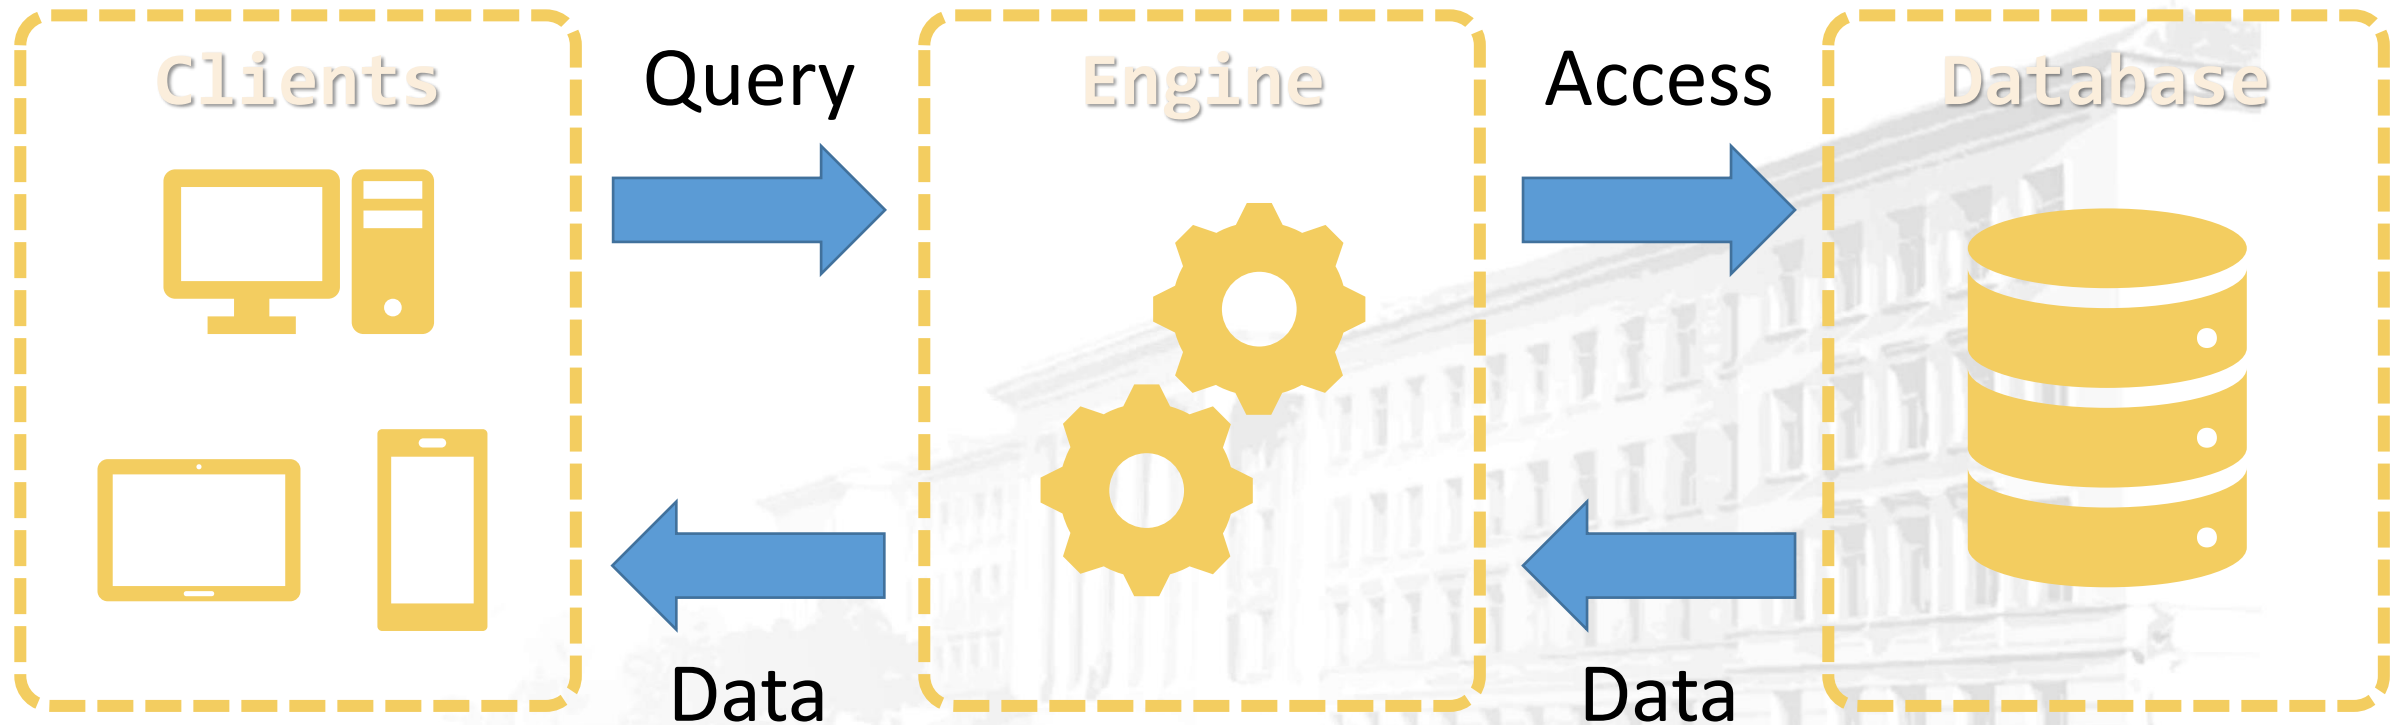 Clients
Query
Engine
Access
Database
Data
Data